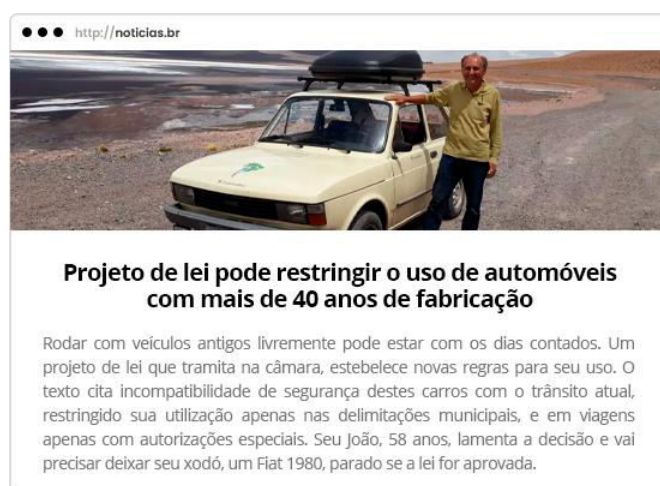 http://noticias.br
Projeto de lei pode restringir o uso de automóveis
com mais de 40 anos de fabricação
Rodar com veículos antigos livremente pode estar com os dias contados. Um
projeto de lei que tramita na câmara, estebelece novas regras para seu uso. O
texto cita incompatibilidade de segurança destes carros com o trânsito atual,
restringido sua utilização apenas nas delimitações municipais, e em viagens
apenas com autorizações especiais. Seu João, 58 anos, lamenta a decisão e vai
precisar deixar seu xodó, um Fiat 1980, parado se a lei for aprovada.